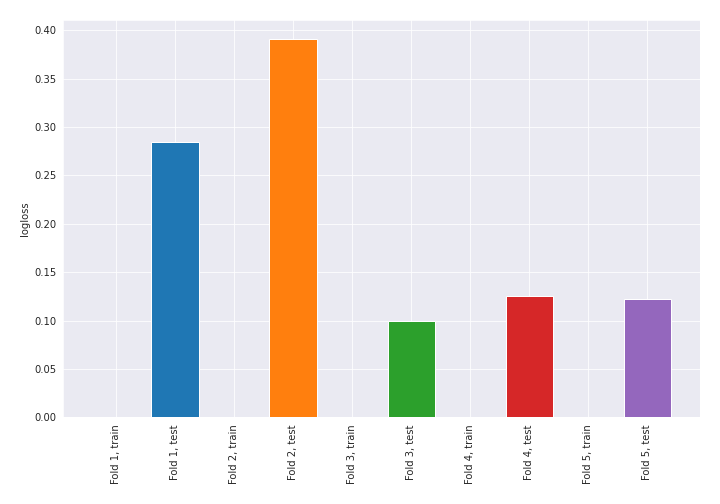 0.40
0.35
0.30
0.25
0.20
0.15
0.10
0.05
0.00
logloss
Fold 1, train
Fold 1, test
Fold 2, train
Fold 2, test
Fold 3, train
Fold 3, test
Fold 4, train
Fold 4, test
Fold 5, train
Fold 5, test